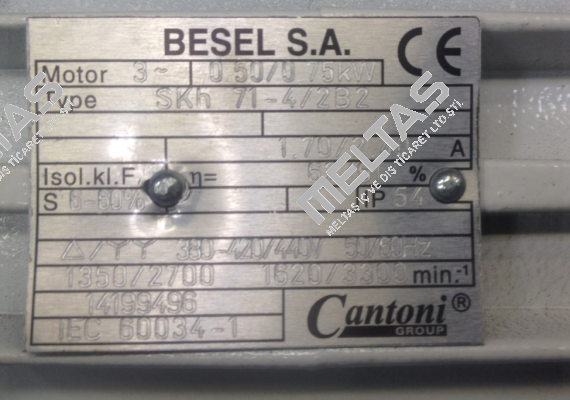 BESEL S.A.
CE
Motor 3~ 0.50/0.75kW
Type SKh 71-4/2B2
1.70/ A
Isol.kl.F m= %
S 6-60% IP 54
△/YY 380-420/440V 50/60Hz
1350/2700 1620/3300 min.⁻¹
14199496
IEC 60034-1
Cantoni®
GROUP
MELTAS
MELTAŞ İÇ VE DIŞ TİCARET LTD ŞTİ.